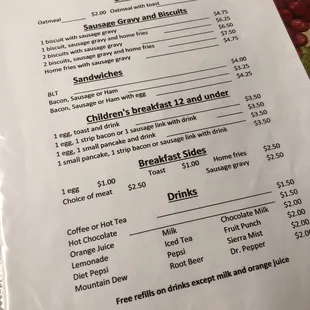 Oatmeal $2.00 Oatmeal with toast
Sausage Gravy and Biscuits
1 biscuit with sausage gravy $4.75
1 biscuit, sausage gravy and home fries $6.25
2 biscuits with sausage gravy $6.50
2 biscuits, sausage gravy and home fries $7.50
Home fries with sausage gravy $4.75
Sandwiches
BLT $4.00
Bacon, Sausage or Ham $3.25
Bacon, Sausage or Ham with egg $4.25
Children's breakfast 12 and under
1 egg, toast and drink $3.50
1 egg, 1 strip bacon or 1 sausage link with drink $3.50
1 egg, 1 small pancake and drink $3.50
1 small pancake, 1 strip bacon or sausage link with drink $3.50
Breakfast Sides
1 egg $1.00 Toast $1.00 Home fries $2.50
Choice of meat $2.50 Sausage gravy $2.50
Drinks
Coffee or Hot Tea $1.50
Hot Chocolate Milk Chocolate Milk $1.50
Orange Juice Iced Tea Fruit Punch $2.00
Lemonade Pepsi Sierra Mist $2.00
Diet Pepsi Root Beer Dr. Pepper $2.00
Mountain Dew
Free refills on drinks except milk and orange juice